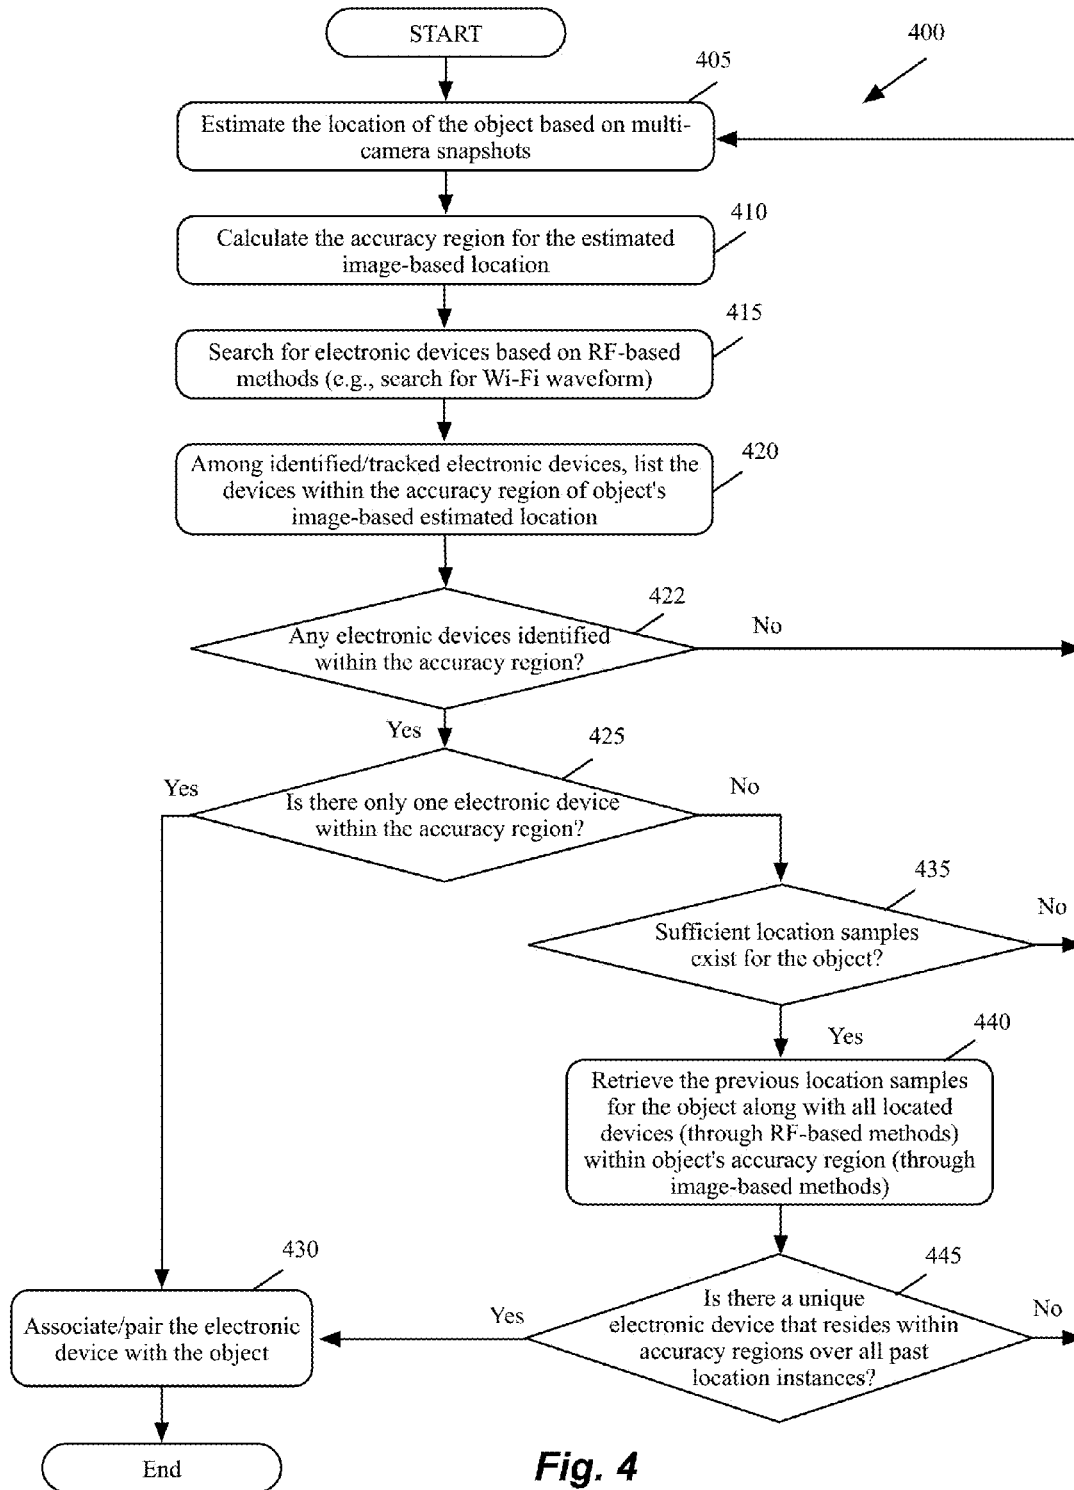 START
400
405
Estimate the location of the object based on multi-
camera snapshots
410
Calculate the accuracy region for the estimated
image-based location
415
Search for electronic devices based on RF-based
methods (e.g., search for Wi-Fi waveform)
420
Among identified/tracked electronic devices, list the
devices within the accuracy region of object's
image-based estimated location
422
Any electronic devices identified
within the accuracy region?
No
Yes
425
Yes
Is there only one electronic device
within the accuracy region?
No
435
Sufficient location samples
exist for the object?
No
Yes
440
Retrieve the previous location samples
for the object along with all located
devices (through RF-based methods)
within object's accuracy region (through
image-based methods)
430
Associate/pair the electronic
device with the object
Yes
445
Is there a unique
electronic device that resides within
accuracy regions over all past
location instances?
No
End
Fig. 4